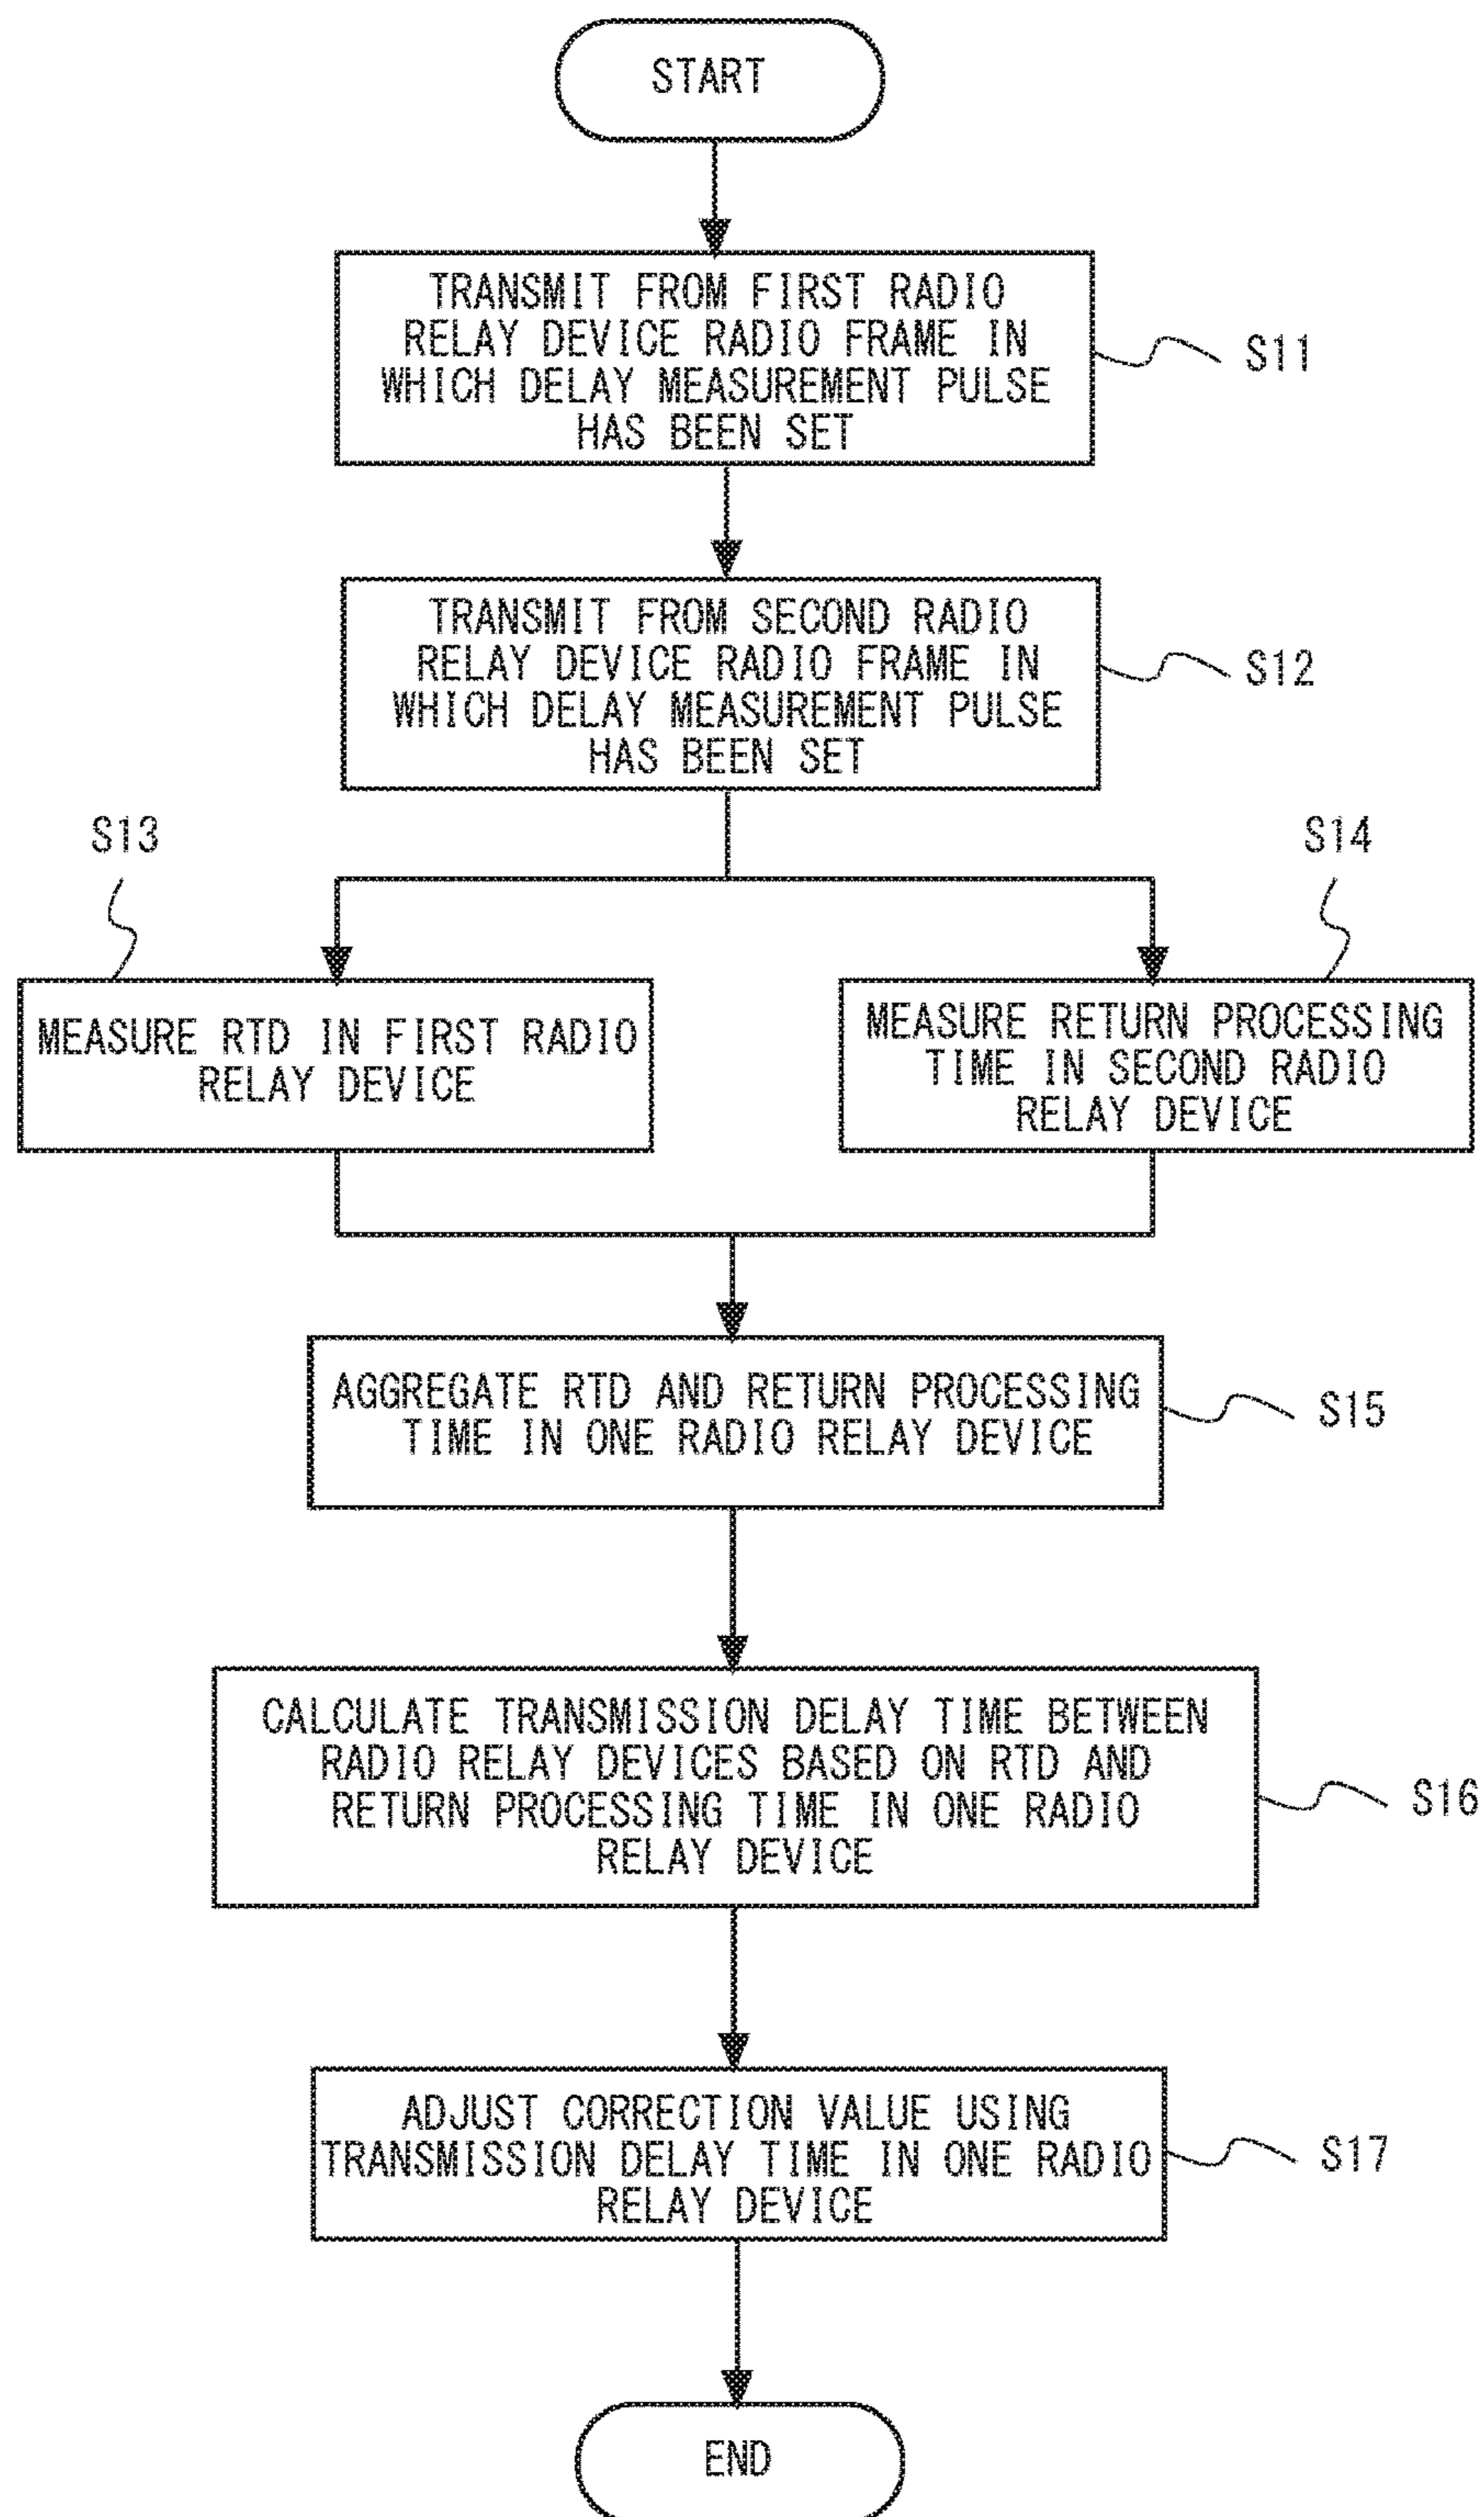 START
TRANSMIT FROM FIRST RADIO
RELAY DEVICE RADIO FRAME IN
WHICH DELAY MEASUREMENT PULSE
HAS BEEN SET
S11
TRANSMIT FROM SECOND RADIO
RELAY DEVICE RADIO FRAME IN
WHICH DELAY MEASUREMENT PULSE
HAS BEEN SET
S12
S13
MEASURE RTD IN FIRST RADIO
RELAY DEVICE
S14
MEASURE RETURN PROCESSING
TIME IN SECOND RADIO
RELAY DEVICE
AGGREGATE RTD AND RETURN PROCESSING
TIME IN ONE RADIO RELAY DEVICE
S15
CALCULATE TRANSMISSION DELAY TIME BETWEEN
RADIO RELAY DEVICES BASED ON RTD AND
RETURN PROCESSING TIME IN ONE RADIO
RELAY DEVICE
S16
ADJUST CORRECTION VALUE USING
TRANSMISSION DELAY TIME IN ONE RADIO
RELAY DEVICE
S17
END